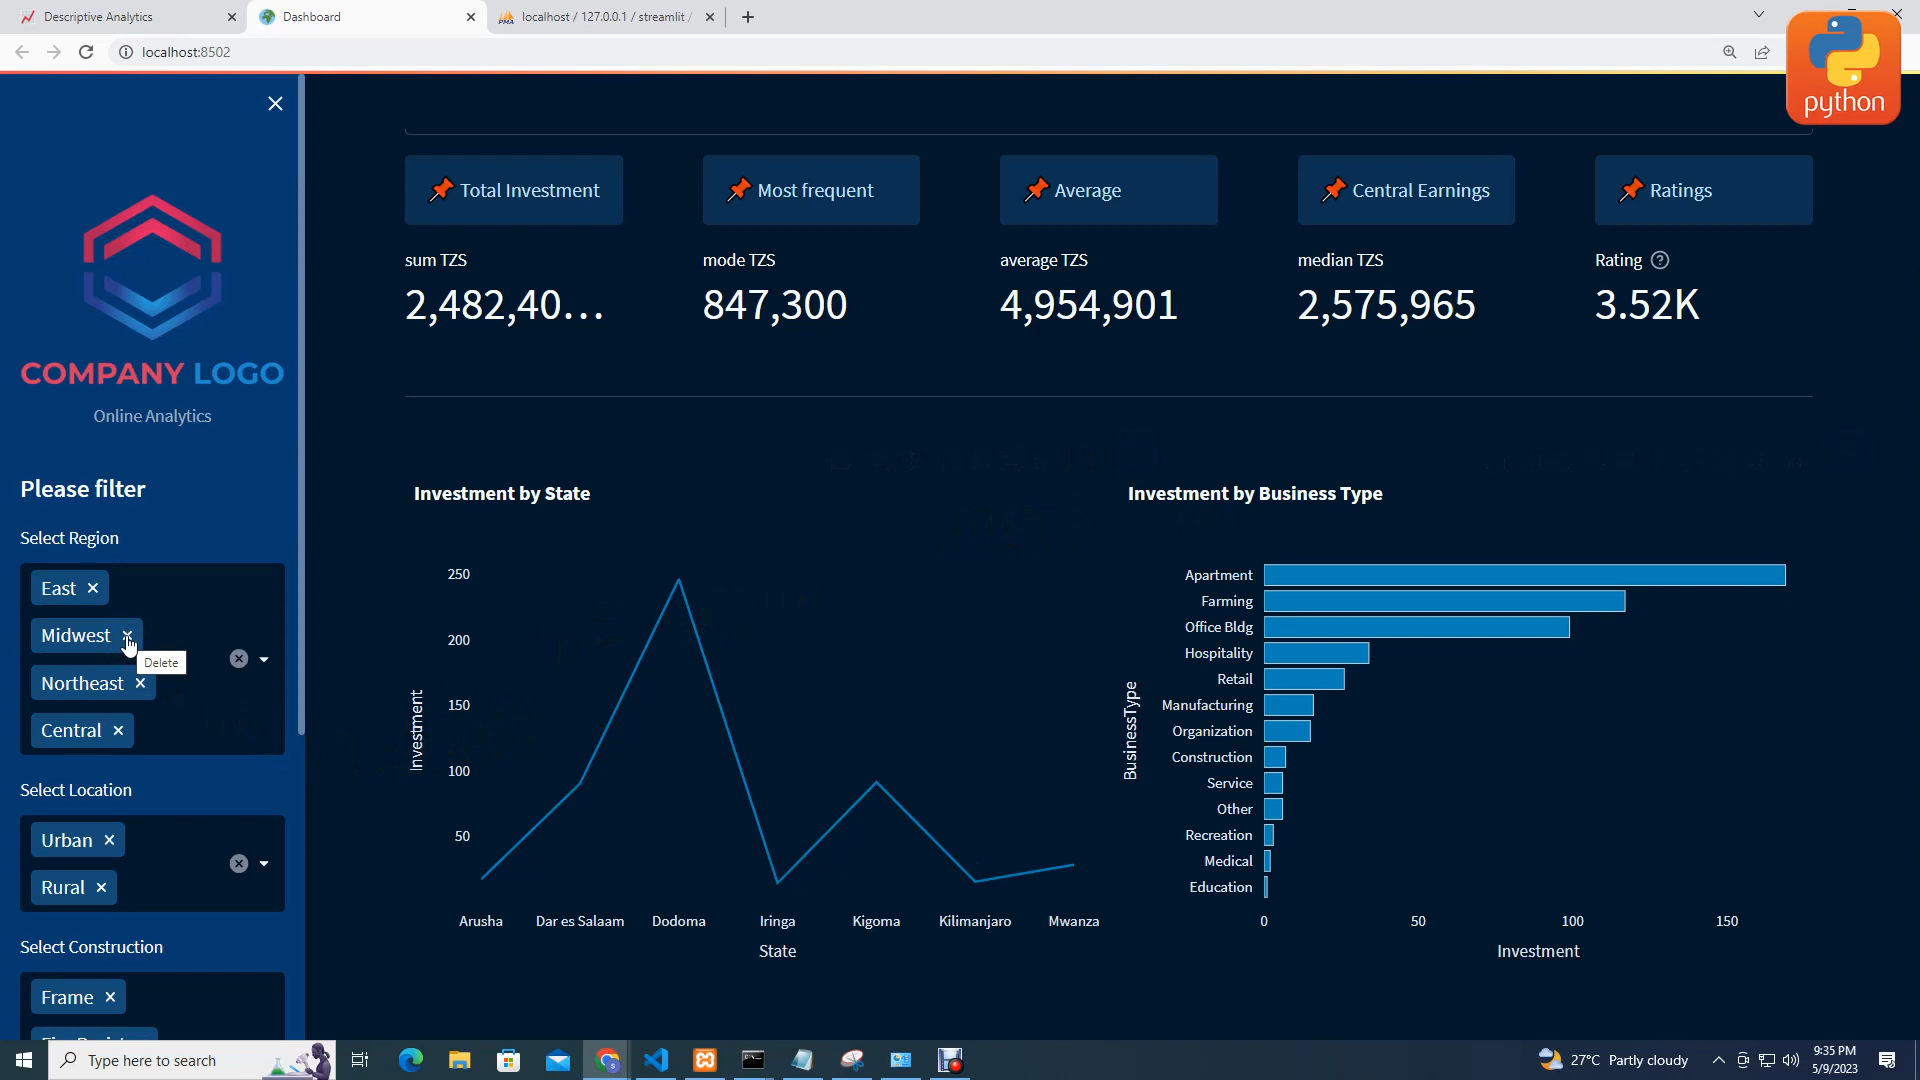 Descriptive Analytics
Dashboard
localhost / 127.0.0.1 / streamlit /
localhost:8502
python
COMPANY LOGO
Online Analytics
Please filter
Select Region
East
Midwest
Delete
Northeast
Central
Select Location
Urban
Rural
Select Construction
Frame
Total Investment
Most frequent
Average
Central Earnings
Ratings
sum TZS
mode TZS
average TZS
median TZS
Rating
2,482,40...
847,300
4,954,901
2,575,965
3.52K
Investment by State
250
200
150
100
50
Investment
Arusha
Dar es Salaam
Dodoma
Iringa
Kigoma
Kilimanjaro
Mwanza
State
Investment by Business Type
BusinessType
Apartment
Farming
Office Bldg
Hospitality
Retail
Manufacturing
Organization
Construction
Service
Other
Recreation
Medical
Education
0
50
100
150
Investment
Type here to search
27°C Partly cloudy
9:35 PM
5/9/2023